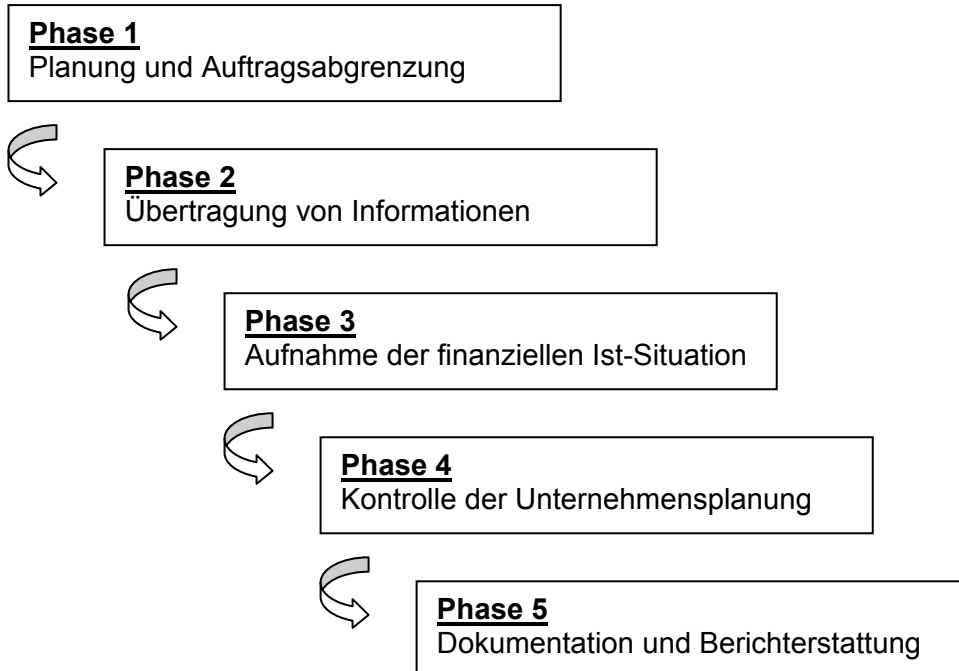 Phase 1
Planung und Auftragsabgrenzung
Phase 2
Übertragung von Informationen
Phase 3
Aufnahme der finanziellen Ist-Situation
Phase 4
Kontrolle der Unternehmensplanung
Phase 5
Dokumentation und Berichterstattung